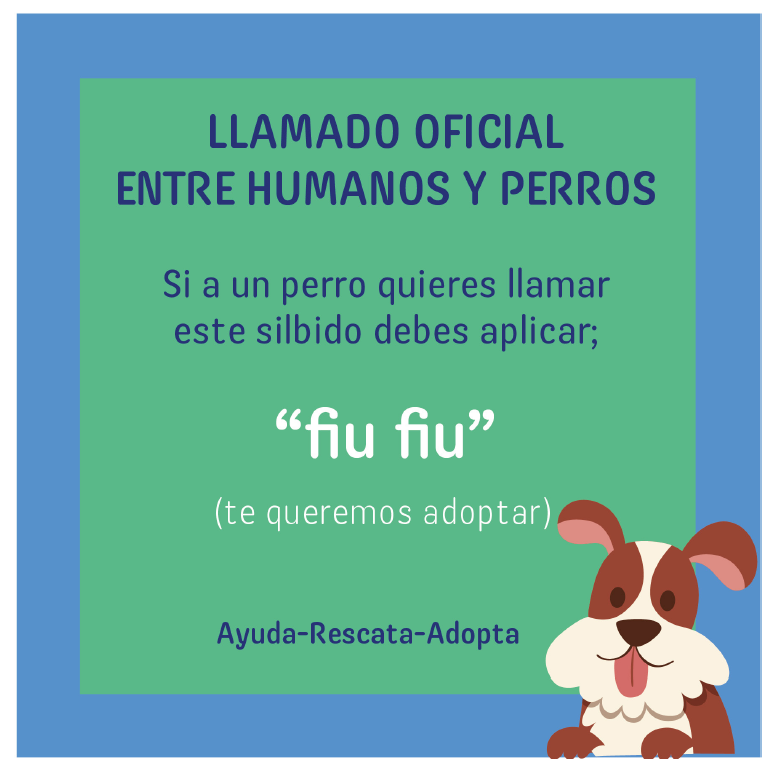 LLAMADO OFICIAL
ENTRE HUMANOS Y PERROS
Si a un perro quieres llamar
este silbido debes aplicar;
“fiu fiu”
(te queremos adoptar)
Ayuda-Rescata-Adopta